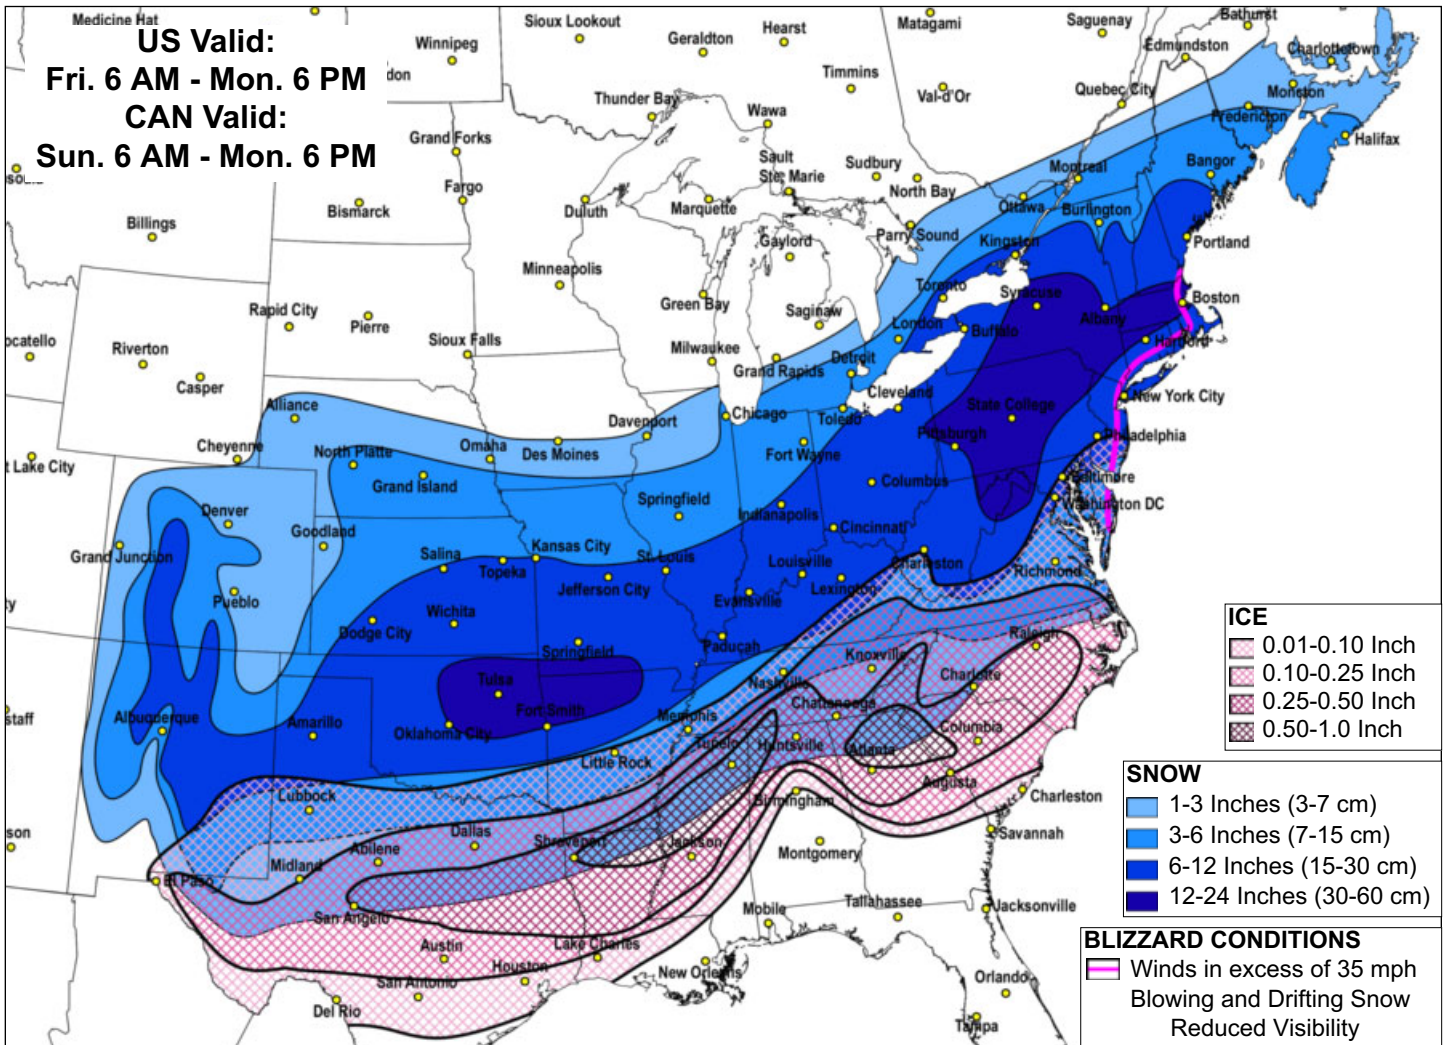 US Valid:
Fri. 6 AM - Mon. 6 PM
CAN Valid:
Sun. 6 AM - Mon. 6 PM
Medicine Hat
Winnipeg
don
Sioux Lookout
Geraldton
Hearst
Matagami
Saguenay
Bathurst
Edmundston
Charlottetown
Timmins
Val-d'Or
Quebec City
Moncton
Thunder Bay
Wawa
Fredericton
Halifax
Grand Forks
Sault
Ste. Marie
Sudbury
North Bay
Montreal
Bangor
Fargo
Bismarck
Duluth
Marquette
Ottawa
Burlington
Billings
Gaylord
Parry Sound
Kingston
Portland
Minneapolis
Green Bay
Toronto
Syracuse
Boston
Rapid City
Pierre
Saginaw
London
Buffalo
Albany
ocatello
Riverton
Sioux Falls
Milwaukee
Grand Rapids
Detroit
Hartford
Casper
Cleveland
New York City
Alliance
Davenport
Chicago
Toledo
State College
Cheyenne
North Platte
Omaha
Des Moines
Fort Wayne
Pittsburgh
Philadelphia
t Lake City
Grand Island
Columbus
Baltimore
Denver
Goodland
Springfield
Indianapolis
Washington DC
Grand Junction
Salina
Topeka
Kansas City
St. Louis
Cincinnati
Charleston
Richmond
Pueblo
Jefferson City
Louisville
Lexington
Evansville
Wichita
Dodge City
Springfield
Paducah
Raleigh
Knoxville
Nashville
Charlotte
Tulsa
Fort Smith
Chattanooga
staff
Albuquerque
Amarillo
Oklahoma City
Memphis
Tupelo
Huntsville
Atlanta
Columbia
Little Rock
Augusta
Lubbock
Birmingham
Charleston
son
Dallas
Abilene
Shreveport
Jackson
Montgomery
Savannah
Midland
El Paso
San Angelo
Mobile
Tallahassee
Jacksonville
Austin
Lake Charles
Houston
New Orleans
San Antonio
Del Rio
Orlando
Tampa
ICE
0.01-0.10 Inch
0.10-0.25 Inch
0.25-0.50 Inch
0.50-1.0 Inch
SNOW
1-3 Inches (3-7 cm)
3-6 Inches (7-15 cm)
6-12 Inches (15-30 cm)
12-24 Inches (30-60 cm)
BLIZZARD CONDITIONS
Winds in excess of 35 mph
Blowing and Drifting Snow
Reduced Visibility